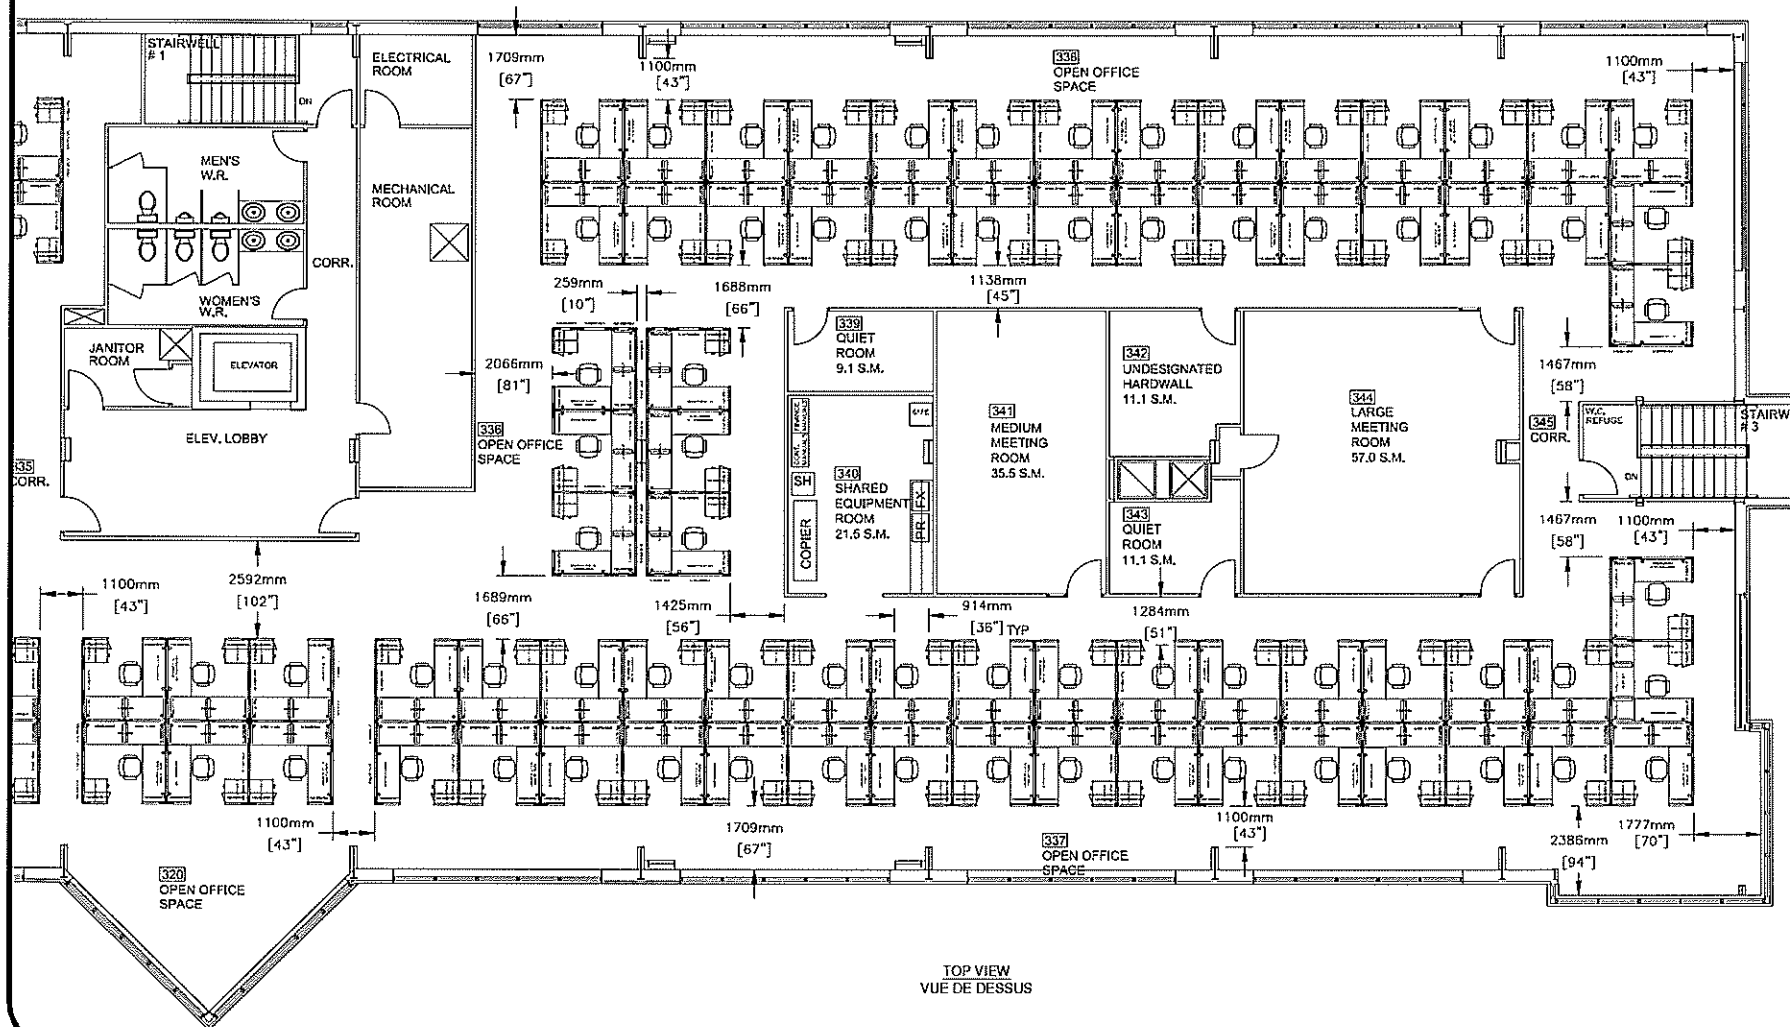 STAIRWELL
# 1
DN
ELECTRICAL
ROOM
1709mm
[67"]
1100mm
[43"]
338
OPEN OFFICE
SPACE
1100mm
[43"]
MEN'S
W.R.
MECHANICAL
ROOM
CORR.
WOMEN'S
W.R.
259mm
[10"]
1688mm
[66"]
1138mm
[45"]
JANITOR
ROOM
ELEVATOR
2066mm
[81"]
339
QUIET
ROOM
9.1 S.M.
342
UNDESIGNATED
HARDWALL
11.1 S.M.
1467mm
[58"]
ELEV. LOBBY
336
OPEN OFFICE
SPACE
FINANCE
MANUALS
341
MEDIUM
MEETING
ROOM
35.5 S.M.
344
LARGE
MEETING
ROOM
57.0 S.M.
345
CORR.
W.C.
REFUGE
STAIRW
# 3
DN
335
CORR.
SH
340
SHARED
EQUIPMENT
ROOM
21.5 S.M.
COPIER
FX
PR
343
QUIET
ROOM
11.1 S.M.
1467mm
[58"]
1100mm
[43"]
1100mm
[43"]
2592mm
[102"]
1689mm
[66"]
1425mm
[56"]
914mm
[36"] TYP
1284mm
[51"]
1100mm
[43"]
1709mm
[67"]
1100mm
[43"]
2386mm
[94"]
1777mm
[70"]
320
OPEN OFFICE
SPACE
337
OPEN OFFICE
SPACE
TOP VIEW
VUE DE DESSUS